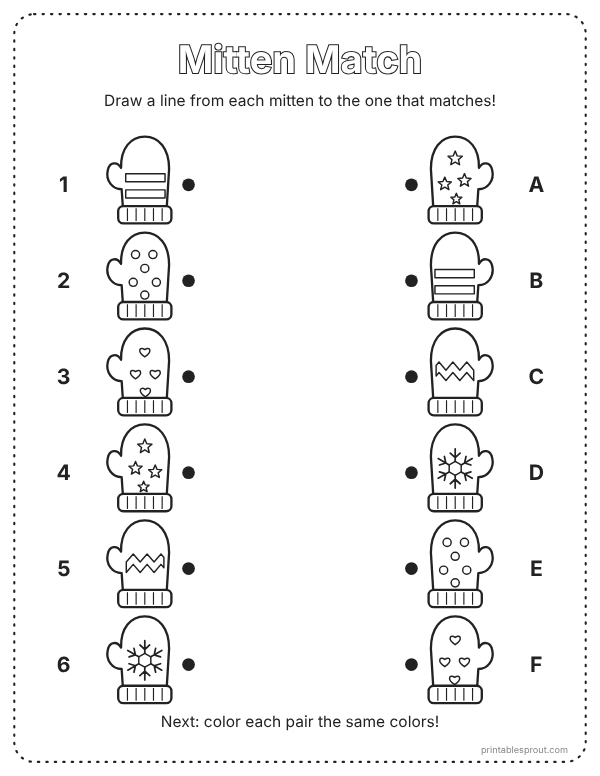 Mitten Match
Draw a line from each mitten to the one that matches!
1
A
2
B
3
C
4
D
5
E
6
F
Next: color each pair the same colors!
printablesprout.com